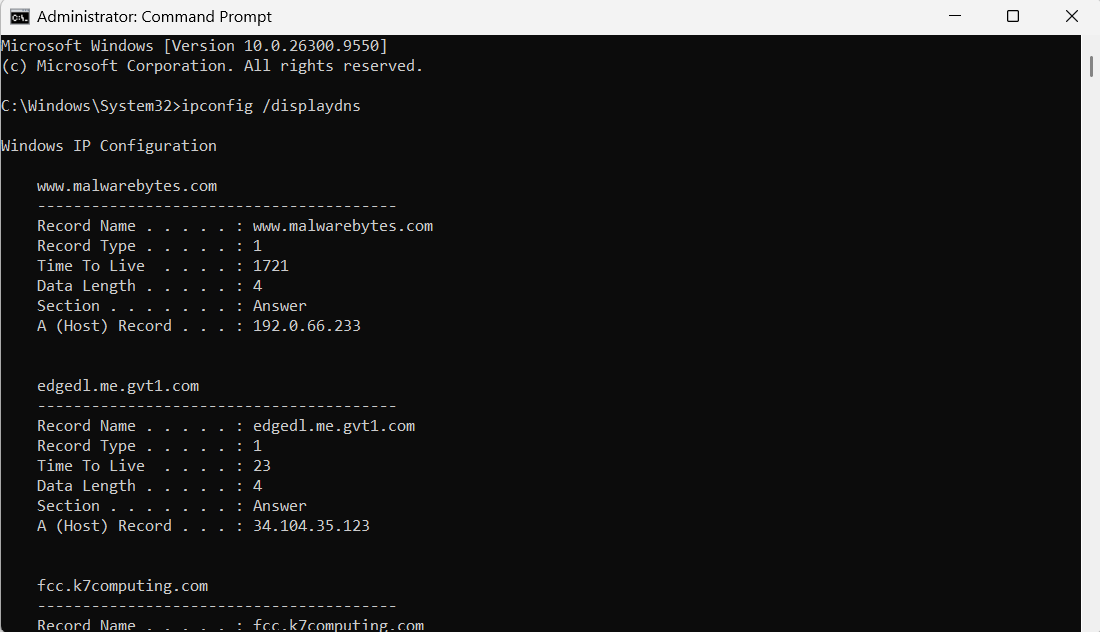 Administrator: Command Prompt
Microsoft Windows [Version 10.0.26300.9550]
(c) Microsoft Corporation. All rights reserved.
C:\Windows\System32>ipconfig /displaydns
Windows IP Configuration
www.malwarebytes.com
----------------------------------------
Record Name . . . . . : www.malwarebytes.com
Record Type . . . . . : 1
Time To Live  . . . . : 1721
Data Length . . . . . : 4
Section . . . . . . . : Answer
A (Host) Record . . . : 192.0.66.233
edgedl.me.gvt1.com
----------------------------------------
Record Name . . . . . : edgedl.me.gvt1.com
Record Type . . . . . : 1
Time To Live  . . . . : 23
Data Length . . . . . : 4
Section . . . . . . . : Answer
A (Host) Record . . . : 34.104.35.123
fcc.k7computing.com
----------------------------------------
Record Name . . . . . : fcc.k7computing.com